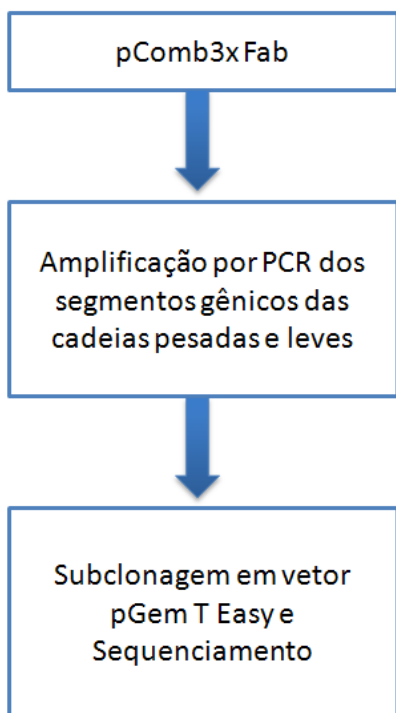 pComb3x Fab
Amplificação por PCR dos
segmentos gênicos das
cadeias pesadas e leves
Subclonagem em vetor
pGem T Easy e
Sequenciamento